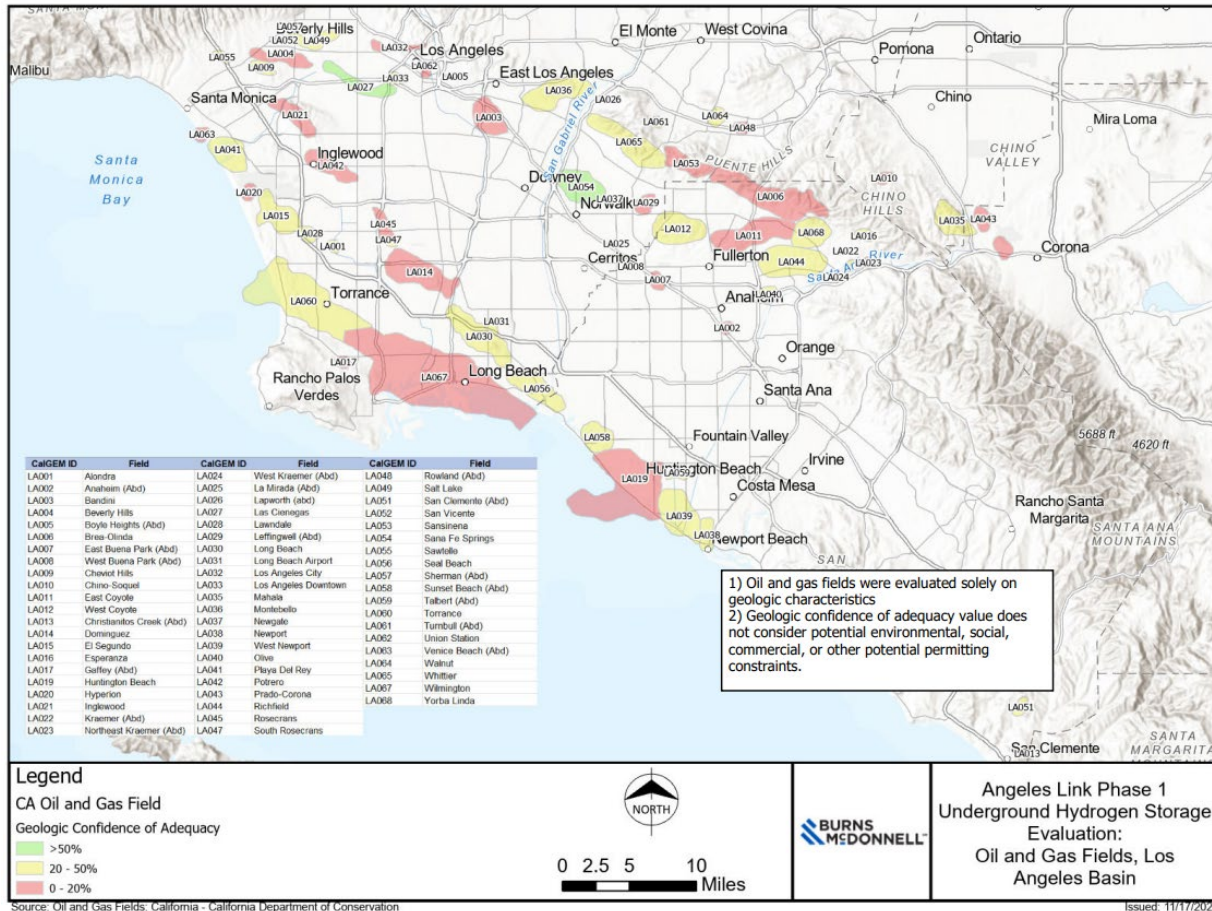 SANTA MON
LA057
Beverly Hills
LA052
LA049
LA055
LA004
LA009
LA032
Los Angeles
LA062
LA005
LA033
LA027
El Monte
West Covina
Pomona
Ontario
Malibu
Santa Monica
East Los Angeles
LA036
LA026
Chino
LA021
LA003
San Gabriel River
LA061
LA064
LA048
Mira Loma
LA063
LA041
Inglewood
LA042
LA065
LA053
PUENTE HILLS
CHINO
VALLEY
Santa
Monica
Bay
LA020
Downey
LA054
LA037
Norwalk
LA029
LA006
LA010
CHINO
HILLS
LA015
LA028
LA001
LA045
LA047
LA025
LA012
LA011
LA068
LA016
LA035
LA043
LA014
Cerritos
LA008
LA007
Fullerton
LA044
LA022
LA023
LA024
Santa Ana River
Corona
LA060
Torrance
LA040
Anaheim
LA002
LA031
LA030
Orange
LA017
Rancho Palos
Verdes
LA067
Long Beach
LA056
Santa Ana
LA058
Fountain Valley
5688 ft
4620 ft
LA019
Huntington Beach
LA059
Irvine
Costa Mesa
LA039
LA038
Newport Beach
Rancho Santa
Margarita
SANTA ANA
MOUNTAINS
SAN
CalGEM ID Field CalGEM ID Field CalGEM ID Field
LA001 Alondra LA024 West Kraemer (Abd) LA048 Rowland (Abd)
LA002 Anaheim (Abd) LA025 La Mirada (Abd) LA049 Salt Lake
LA003 Bandini LA026 Lapworth (abd) LA051 San Clemente (Abd)
LA004 Beverly Hills LA027 Las Cienegas LA052 San Vicente
LA005 Boyle Heights (Abd) LA028 Lawndale LA053 Sansinena
LA006 Brea-Olinda LA029 Leffingwell (Abd) LA054 Sana Fe Springs
LA007 East Buena Park (Abd) LA030 Long Beach LA055 Sawtelle
LA008 West Buena Park (Abd) LA031 Long Beach Airport LA056 Seal Beach
LA009 Cheviot Hills LA032 Los Angeles City LA057 Sherman (Abd)
LA010 Chino-Soquel LA033 Los Angeles Downtown LA058 Sunset Beach (Abd)
LA011 East Coyote LA035 Mahala LA059 Talbert (Abd)
LA012 West Coyote LA036 Montebello LA060 Torrance
LA013 Christianitos Creek (Abd) LA037 Newgate LA061 Turnbull (Abd)
LA014 Dominguez LA038 Newport LA062 Union Station
LA015 El Segundo LA039 West Newport LA063 Venice Beach (Abd)
LA016 Esperanza LA040 Olive LA064 Walnut
LA017 Gaffey (Abd) LA041 Playa Del Rey LA065 Whittier
LA019 Huntington Beach LA042 Potrero LA067 Wilmington
LA020 Hyperion LA043 Prado-Corona LA068 Yorba Linda
LA021 Inglewood LA044 Richfield
LA022 Kraemer (Abd) LA045 Rosecrans
LA023 Northeast Kraemer (Abd) LA047 South Rosecrans
1) Oil and gas fields were evaluated solely on
geologic characteristics
2) Geologic confidence of adequacy value does
not consider potential environmental, social,
commercial, or other potential permitting
constraints.
LA051
San Clemente
LA013
SANTA
MARGARITA
Legend
CA Oil and Gas Field
Geologic Confidence of Adequacy
>50%
20 - 50%
0 - 20%
NORTH
0 2.5 5 10
Miles
BURNS
MCDONNELL
Angeles Link Phase 1
Underground Hydrogen Storage
Evaluation:
Oil and Gas Fields, Los
Angeles Basin
Source: Oil and Gas Fields: California - California Department of Conservation
Issued: 11/17/202